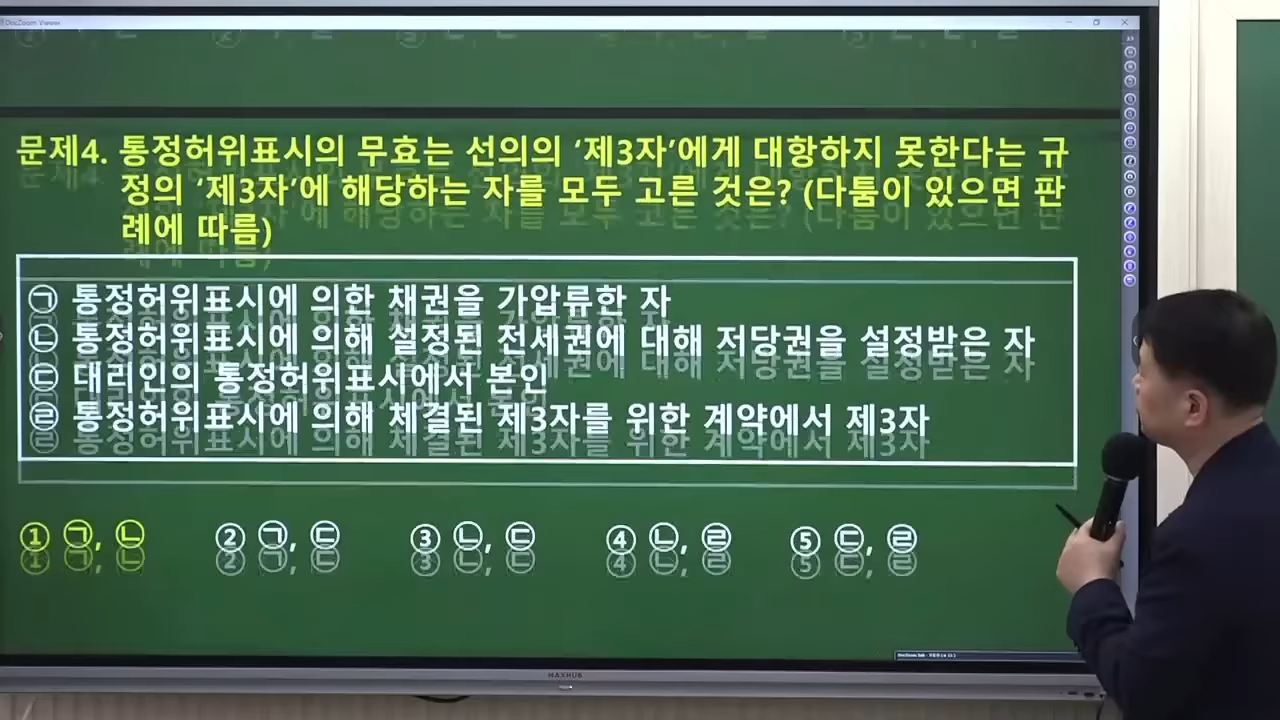 DocZoom Viewer
문제4. 통정허위표시의 무효는 선의의 ‘제3자’에게 대항하지 못한다는 규
정의 ‘제3자’에 해당하는 자를 모두 고른 것은? (다툼이 있으면 판
례에 따름)
㉠ 통정허위표시에 의한 채권을 가압류한 자
㉡ 통정허위표시에 의해 설정된 전세권에 대해 저당권을 설정받은 자
㉢ 대리인의 통정허위표시에서 본인
㉣ 통정허위표시에 의해 체결된 제3자를 위한 계약에서 제3자
① ㉠, ㉡ ② ㉠, ㉢ ③ ㉡, ㉢ ④ ㉡, ㉣ ⑤ ㉢, ㉣
MAXHUB